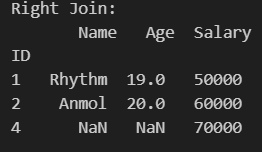 Right Join:
Name Age Salary
ID
1 Rhythm 19.0 50000
2 Anmol 20.0 60000
4 NaN NaN 70000